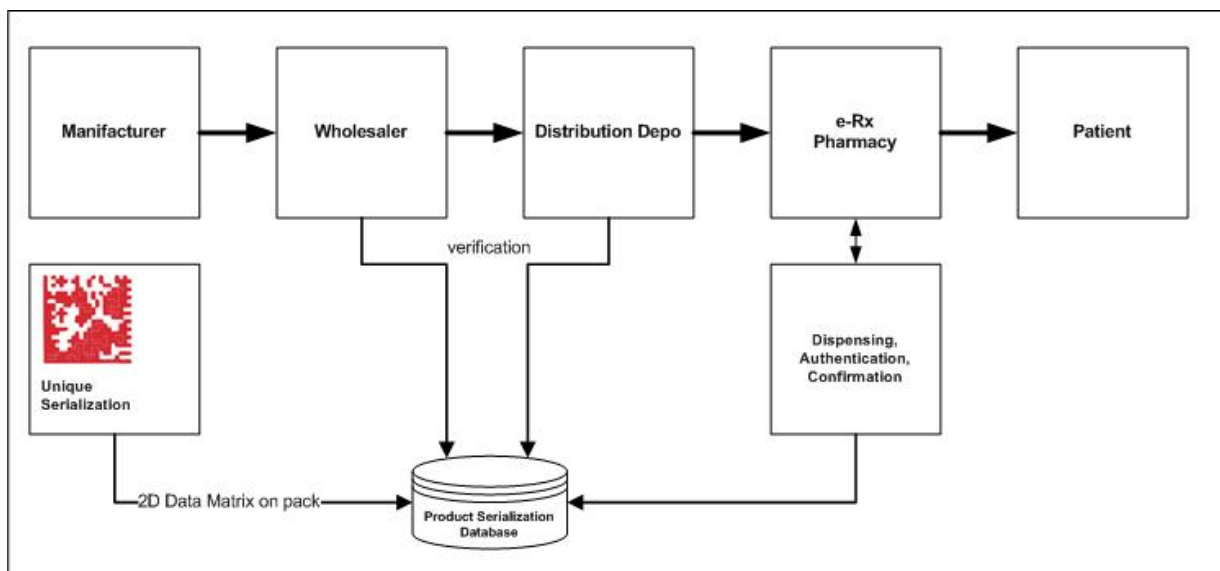 Manifacturer
Wholesaler
Distribution Depo
e-Rx
Pharmacy
Patient
verification
Unique
Serialization
Dispensing,
Authentication,
Confirmation
2D Data Matrix on pack
Product Serialization
Database